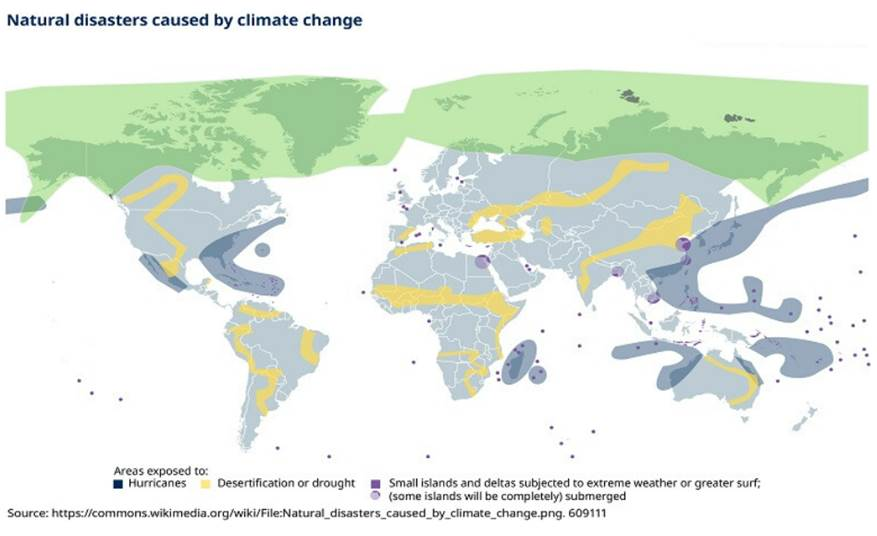 Natural disasters caused by climate change
Areas exposed to:
Hurricanes
Desertification or drought
Small islands and deltas subjected to extreme weather or greater surf;
(some islands will be completely) submerged
Source: https://commons.wikimedia.org/wiki/File:Natural_disasters_caused_by_climate_change.png. 609111